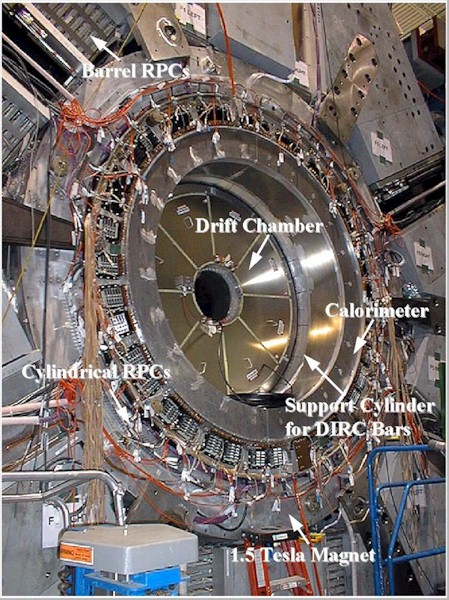 Barrel RPCs
Drift Chamber
Calorimeter
Cylindrical RPCs
Support Cylinder
for DIRC Bars
1.5 Tesla Magnet